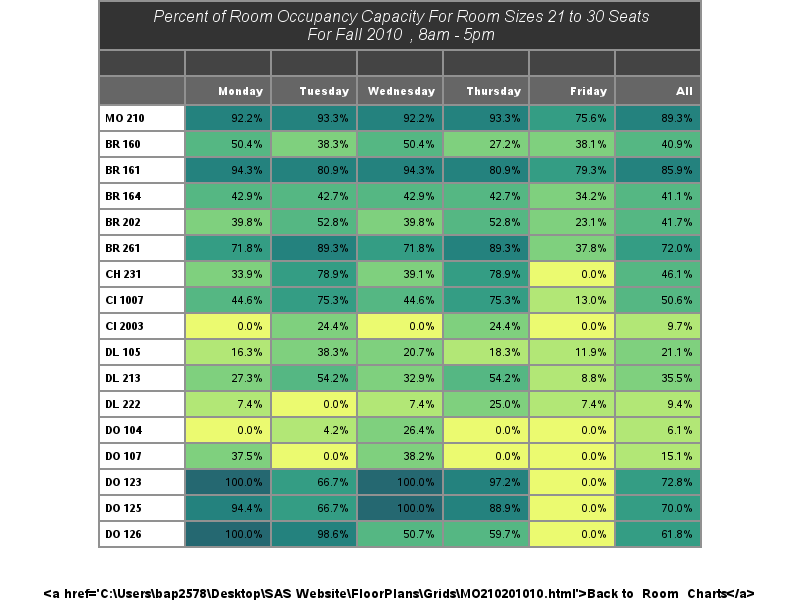 Percent of Room Occupancy Capacity For Room Sizes 21 to 30 Seats
For Fall 2010 , 8am - 5pm
Monday Tuesday Wednesday Thursday Friday All
MO 210 92.2% 93.3% 92.2% 93.3% 75.6% 89.3%
BR 160 50.4% 38.3% 50.4% 27.2% 38.1% 40.9%
BR 161 94.3% 80.9% 94.3% 80.9% 79.3% 85.9%
BR 164 42.9% 42.7% 42.9% 42.7% 34.2% 41.1%
BR 202 39.8% 52.8% 39.8% 52.8% 23.1% 41.7%
BR 261 71.8% 89.3% 71.8% 89.3% 37.8% 72.0%
CH 231 33.9% 78.9% 39.1% 78.9% 0.0% 46.1%
CI 1007 44.6% 75.3% 44.6% 75.3% 13.0% 50.6%
CI 2003 0.0% 24.4% 0.0% 24.4% 0.0% 9.7%
DL 105 16.3% 38.3% 20.7% 18.3% 11.9% 21.1%
DL 213 27.3% 54.2% 32.9% 54.2% 8.8% 35.5%
DL 222 7.4% 0.0% 7.4% 25.0% 7.4% 9.4%
DO 104 0.0% 4.2% 26.4% 0.0% 0.0% 6.1%
DO 107 37.5% 0.0% 38.2% 0.0% 0.0% 15.1%
DO 123 100.0% 66.7% 100.0% 97.2% 0.0% 72.8%
DO 125 94.4% 66.7% 100.0% 88.9% 0.0% 70.0%
DO 126 100.0% 98.6% 50.7% 59.7% 0.0% 61.8%
<a href='C:\Users\bap2578\Desktop\SAS Website\FloorPlans\Grids\MO210201010.html'>Back to Room Charts</a>